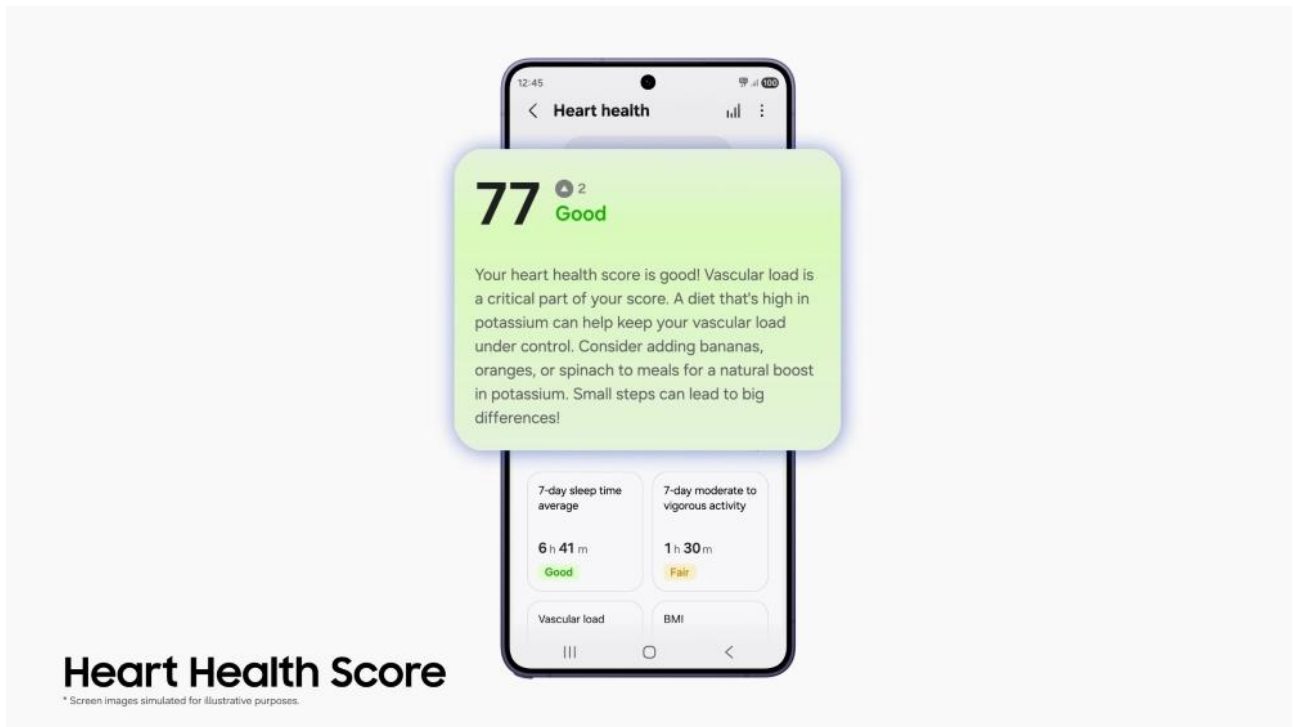 12:45
100
Heart health
77
2
Good
Your heart health score is good! Vascular load is
a critical part of your score. A diet that's high in
potassium can help keep your vascular load
under control. Consider adding bananas,
oranges, or spinach to meals for a natural boost
in potassium. Small steps can lead to big
differences!
7-day sleep time
average
6 h 41 m
Good
7-day moderate to
vigorous activity
1 h 30 m
Fair
Vascular load
BMI
Heart Health Score
* Screen images simulated for illustrative purposes.